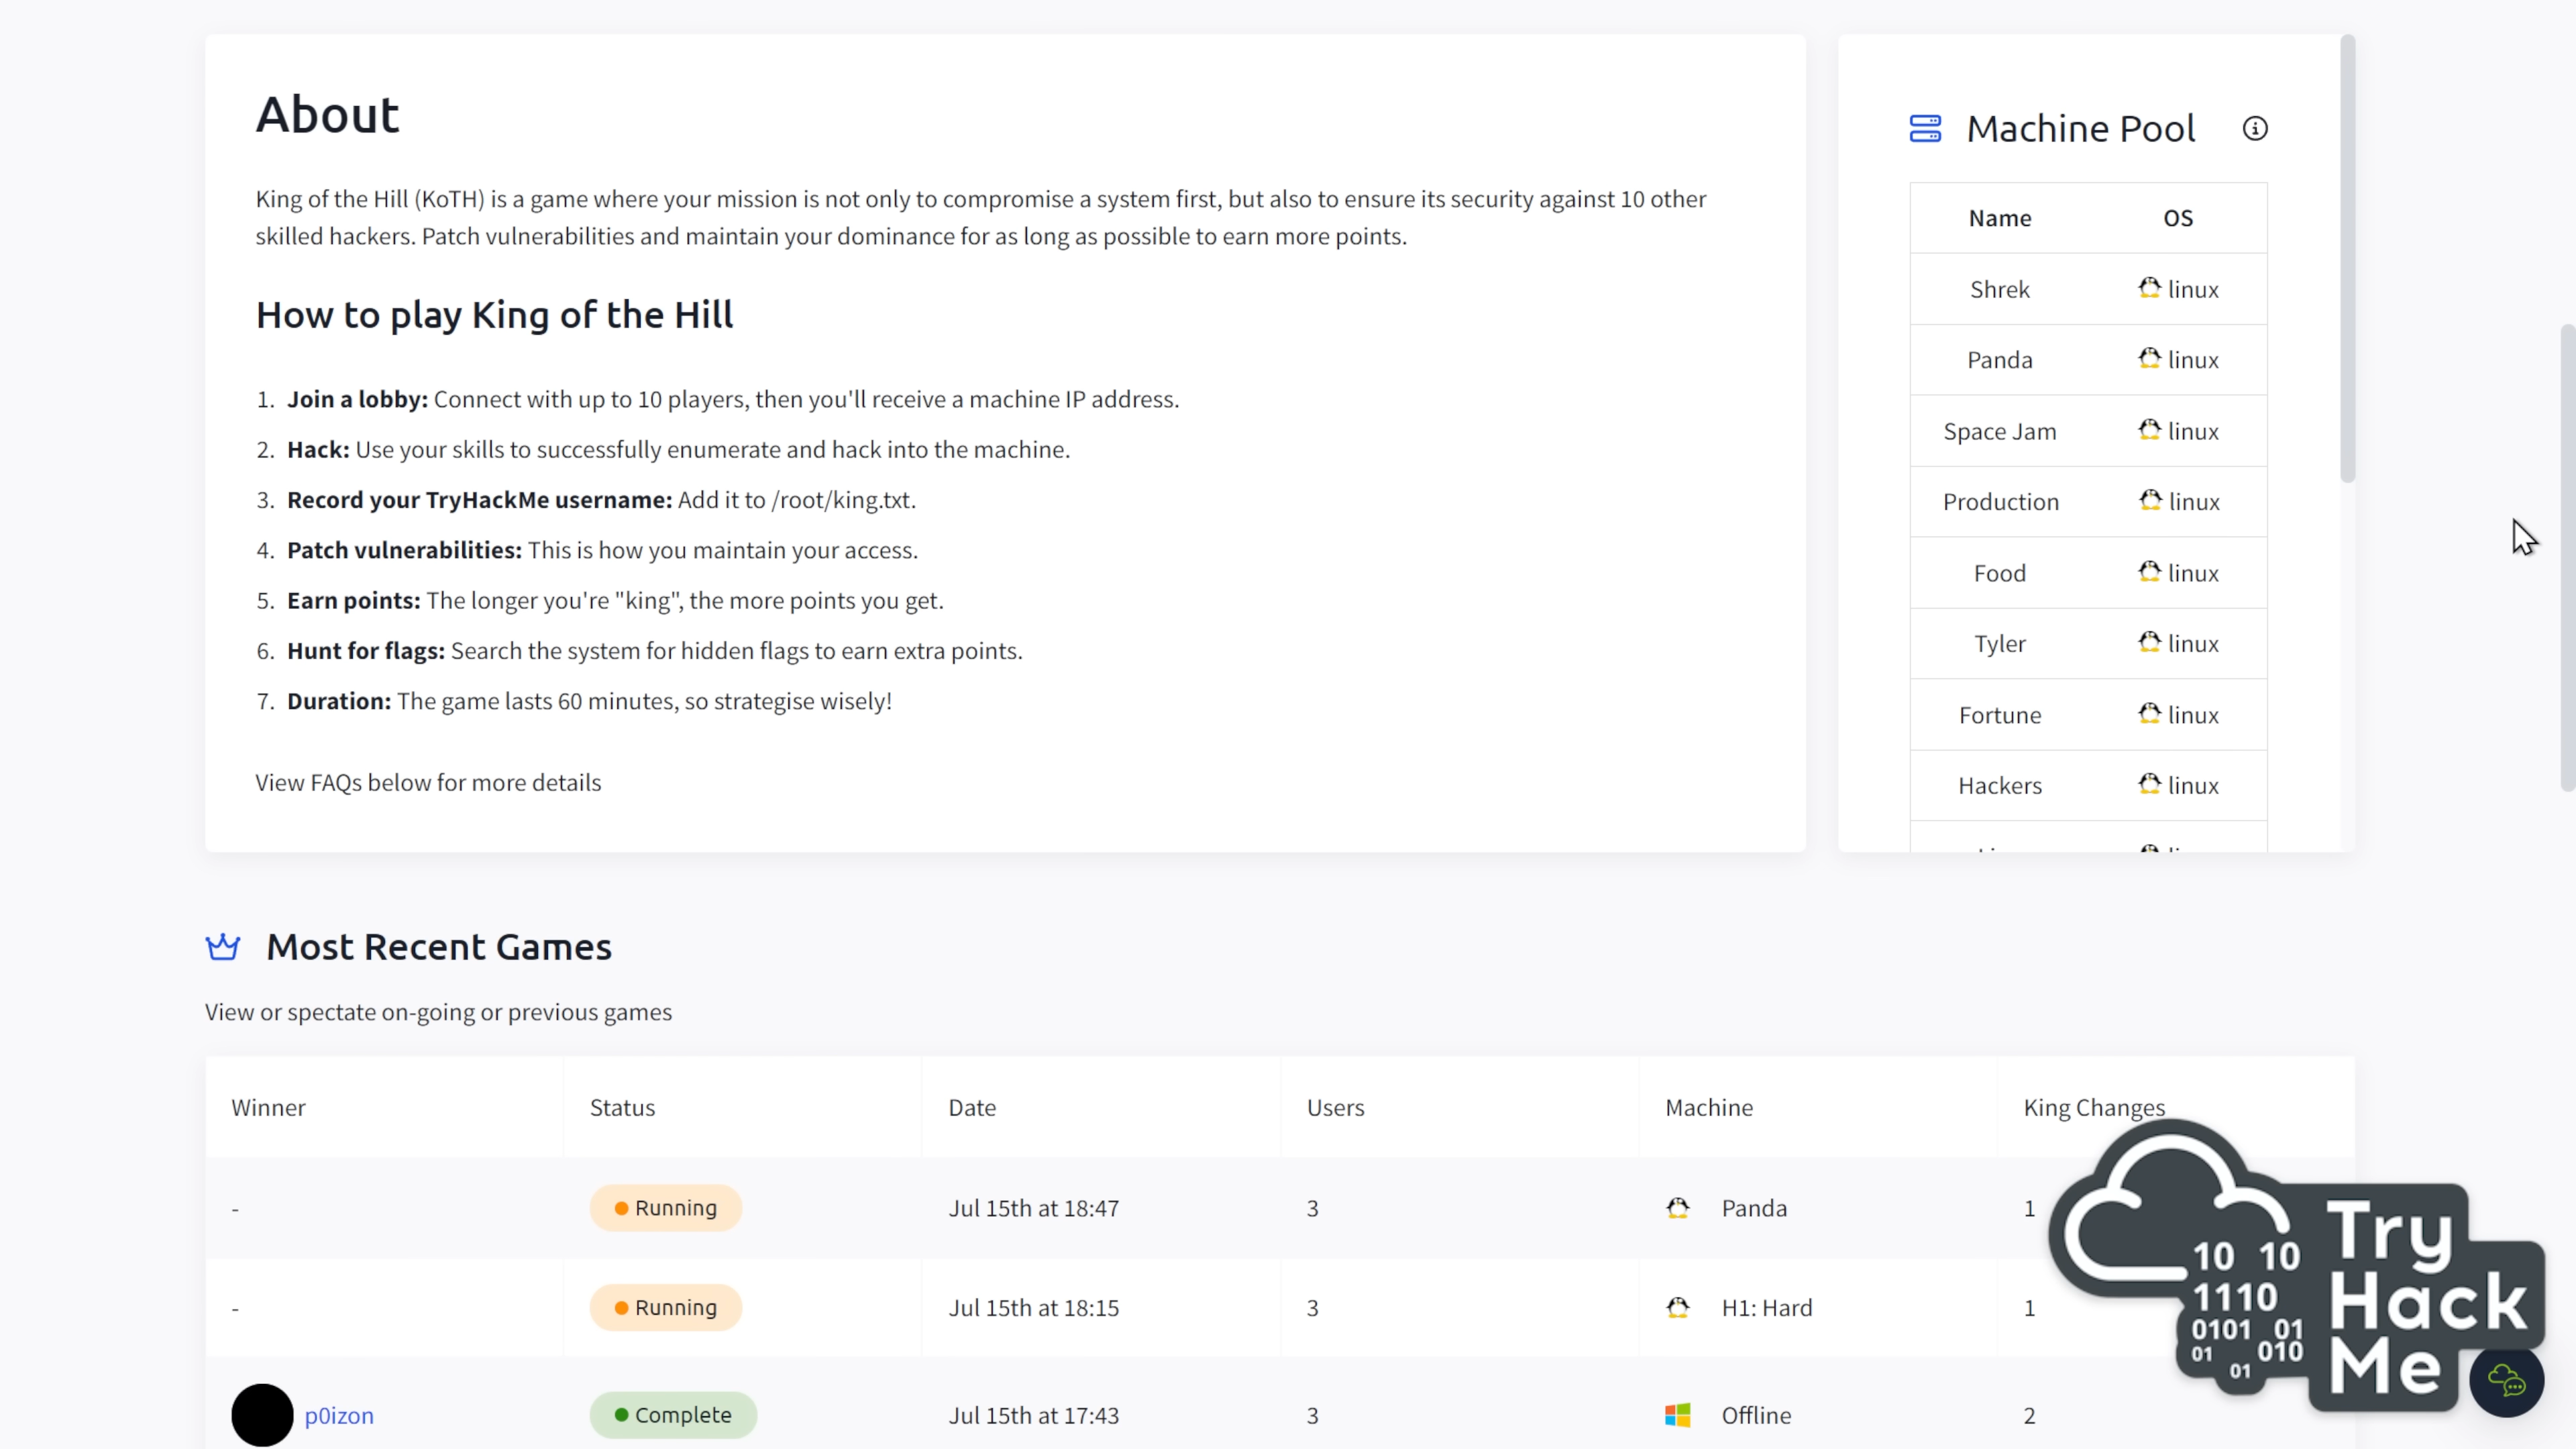 About
King of the Hill (KoTH) is a game where your mission is not only to compromise a system first, but also to ensure its security against 10 other
skilled hackers. Patch vulnerabilities and maintain your dominance for as long as possible to earn more points.
How to play King of the Hill
1. Join a lobby: Connect with up to 10 players, then you'll receive a machine IP address.
2. Hack: Use your skills to successfully enumerate and hack into the machine.
3. Record your TryHackMe username: Add it to /root/king.txt.
4. Patch vulnerabilities: This is how you maintain your access.
5. Earn points: The longer you're "king", the more points you get.
6. Hunt for flags: Search the system for hidden flags to earn extra points.
7. Duration: The game lasts 60 minutes, so strategise wisely!
View FAQs below for more details
Machine Pool
Name OS
Shrek linux
Panda linux
Space Jam linux
Production linux
Food linux
Tyler linux
Fortune linux
Hackers linux
Most Recent Games
View or spectate on-going or previous games
Winner Status Date Users Machine King Changes
- Running Jul 15th at 18:47 3 Panda 1
- Running Jul 15th at 18:15 3 H1: Hard 1
p0izon Complete Jul 15th at 17:43 3 Offline 2
Try
Hack
Me
10 10
1110
0101 01
01 010
01